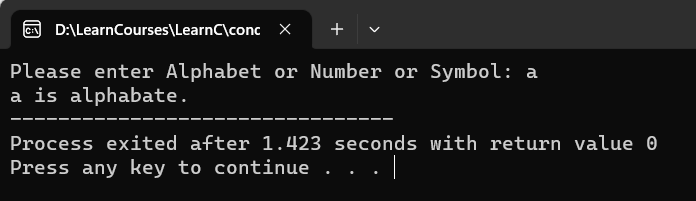 D:\LearnCourses\LearnC\conc
Please enter Alphabet or Number or Symbol: a
a is alphabate.
--------------------------------
Process exited after 1.423 seconds with return value 0
Press any key to continue . . .